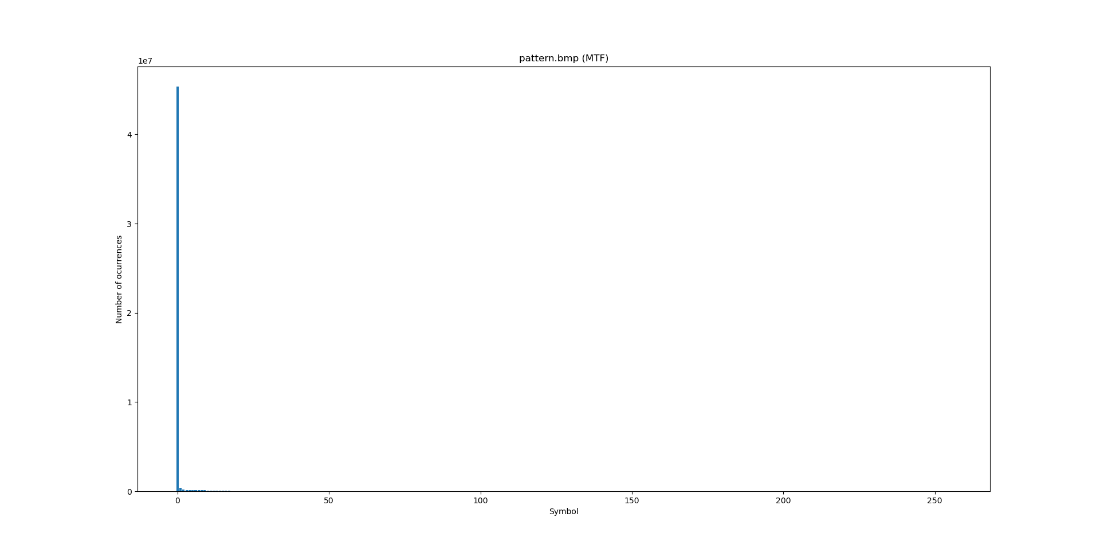 pattern.bmp (MTF)
1e7
4
3
2
1
0
Number of ocurrences
0 50 100 150 200 250
Symbol